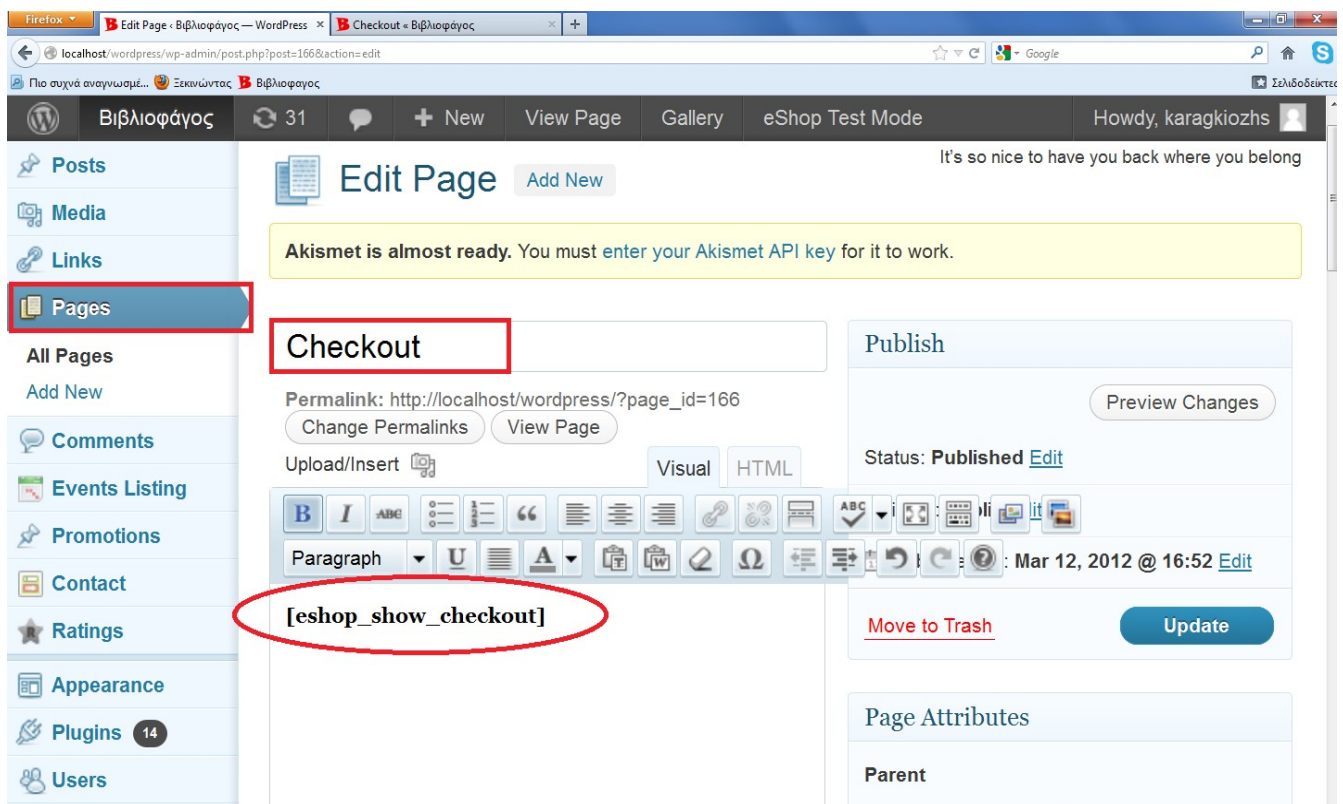 Firefox
Edit Page ‹ Βιβλιοφάγος — WordPress
Checkout « Βιβλιοφάγος
localhost/wordpress/wp-admin/post.php?post=166&action=edit
Google
Πιο συχνά αναγνωσμέ... Ξεκινώντας Βιβλιοφαγος
Σελιδοδείκτες
Βιβλιοφάγος 31 New View Page Gallery eShop Test Mode Howdy, karagkiozhs
Posts
Media
Links
Pages
All Pages
Add New
Comments
Events Listing
Promotions
Contact
Ratings
Appearance
Plugins 14
Users
It's so nice to have you back where you belong
Edit Page Add New
Akismet is almost ready. You must enter your Akismet API key for it to work.
Checkout
Permalink: http://localhost/wordpress/?page_id=166
Change Permalinks View Page
Upload/Insert
Visual HTML
B I ABC ABC
Paragraph U A Ω
[eshop_show_checkout]
Publish
Preview Changes
Status: Published Edit
: Mar 12, 2012 @ 16:52 Edit
Move to Trash Update
Page Attributes
Parent